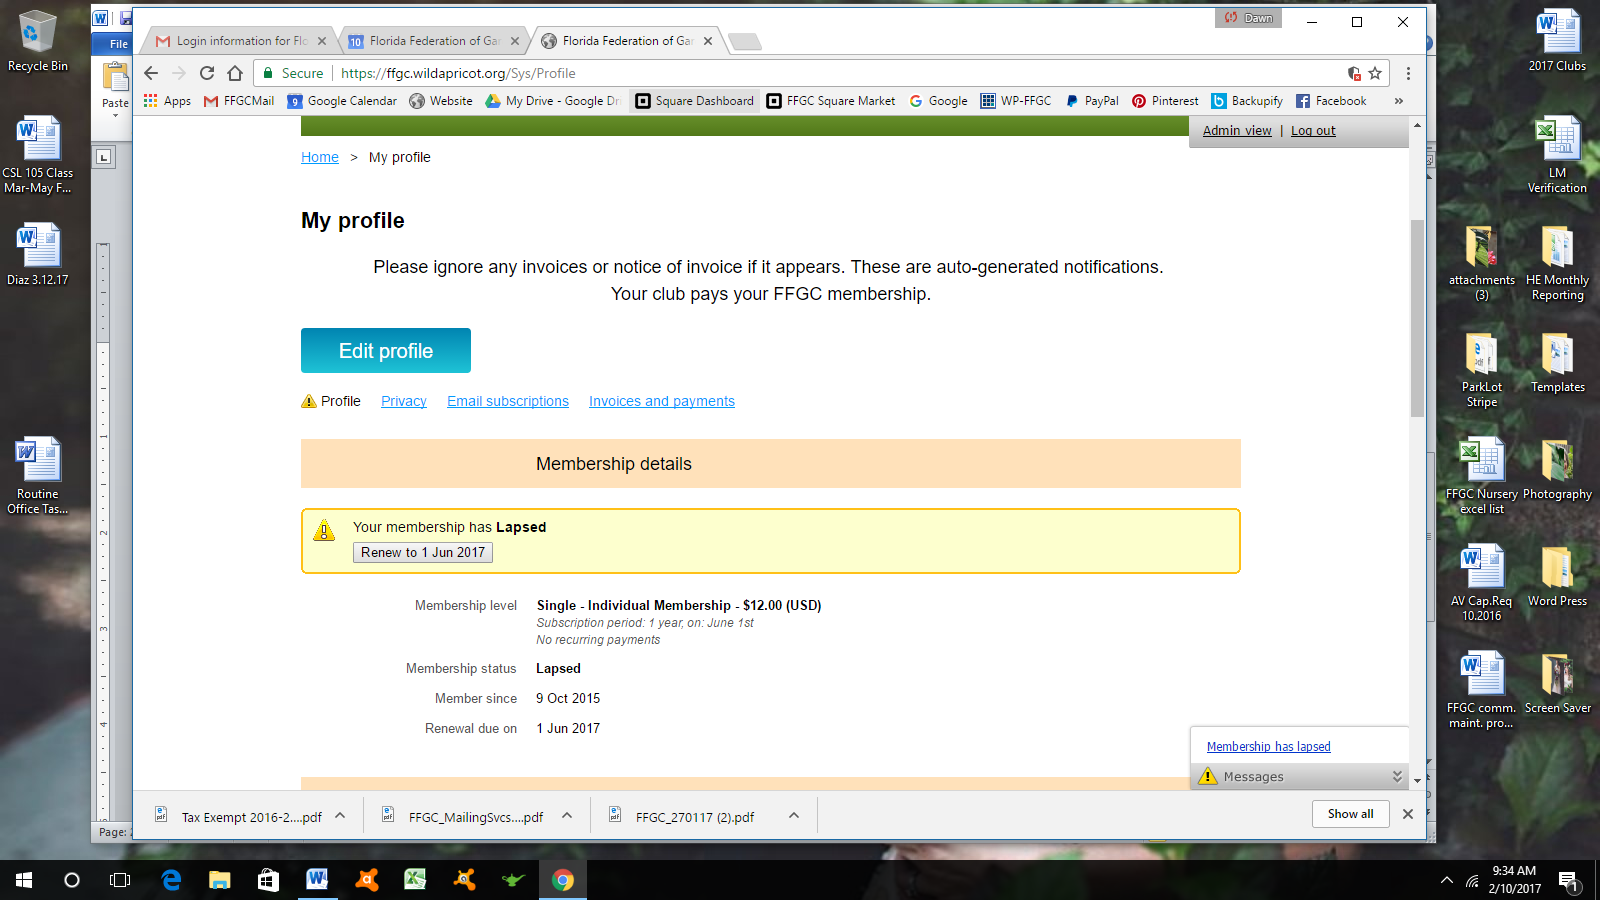 Dawn
Login information for Flo
Florida Federation of Gar
Florida Federation of Gar
Secure
https://ffgc.wildapricot.org/Sys/Profile
Apps
FFGCMail
Google Calendar
Website
My Drive - Google Dri
Square Dashboard
FFGC Square Market
Google
WP-FFGC
PayPal
Pinterest
Backupify
Facebook
»
File
Paste
Page:
Admin view | Log out
Home > My profile
My profile
Please ignore any invoices or notice of invoice if it appears. These are auto-generated notifications.
Your club pays your FFGC membership.
Edit profile
Profile
Privacy
Email subscriptions
Invoices and payments
Membership details
Your membership has Lapsed
Renew to 1 Jun 2017
Membership level
Single - Individual Membership - $12.00 (USD)
Subscription period: 1 year, on: June 1st
No recurring payments
Membership status
Lapsed
Member since
9 Oct 2015
Renewal due on
1 Jun 2017
Membership has lapsed
Messages
Tax Exempt 2016-2....pdf
FFGC_MailingSvcs....pdf
FFGC_270117 (2).pdf
Show all
Recycle Bin
CSL 105 Class
Mar-May F...
Diaz 3.12.17
Routine
Office Tas...
2017 Clubs
LM
Verification
attachments
(3)
HE Monthly
Reporting
ParkLot
Stripe
Templates
FFGC Nursery
excel list
Photography
AV Cap.Req
10.2016
Word Press
FFGC comm.
maint. pro...
Screen Saver
9:34 AM
2/10/2017
1